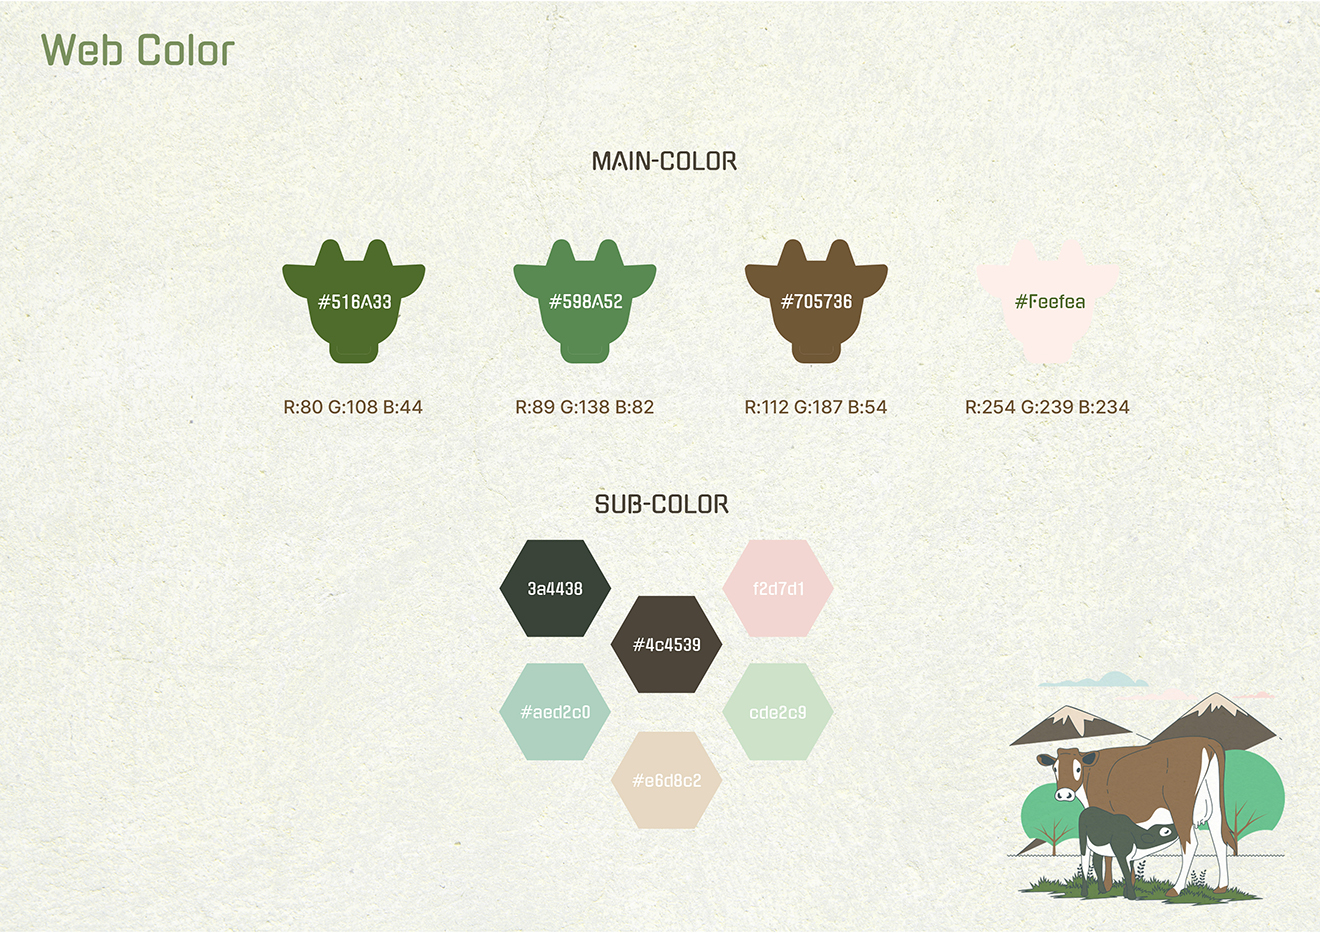 Web Color
MAIN-COLOR
#516A33 #598A52 #705736 #Feefea
R:80 G:108 B:44 R:89 G:138 B:82 R:112 G:187 B:54 R:254 G:239 B:234
SUB-COLOR
3a4438 f2d7d1
#4c4539
#aed2c0 cde2c9
#e6d8c2